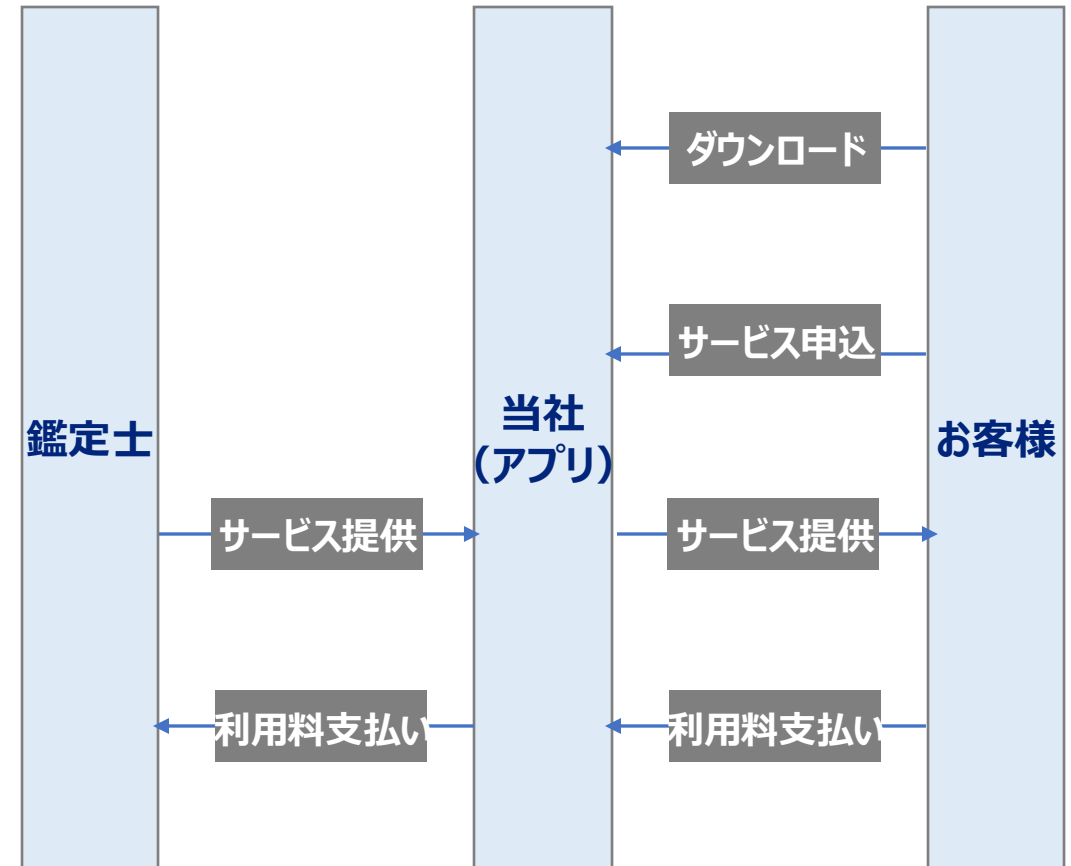 ダウンロード
サービス申込
鑑定士
当社
(アプリ)
お客様
サービス提供
サービス提供
利用料支払い
利用料支払い